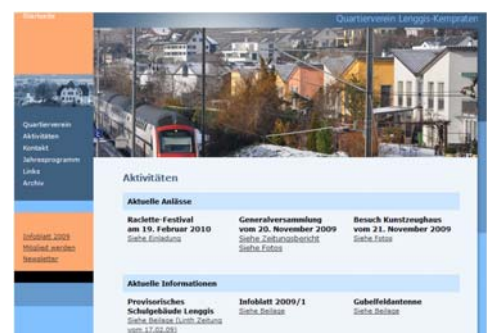 Startseite
Quartierverein Lenggis-Kempraten
Quartierverein
Aktivitäten
Kontakt
Jahresprogramm
Links
Archiv
Infoblatt 2009
Mitglied werden
Newsletter
Aktivitäten
Aktuelle Anlässe
Raclette-Festival
am 19. Februar 2010
Siehe Einladung
Generalversammlung
vom 20. November 2009
Siehe Zeitungsbericht
Siehe Fotos
Besuch Kunstzeughaus
vom 21. November 2009
Siehe Fotos
Aktuelle Informationen
Provisorisches
Schulgebäude Lenggis
Siehe Beilage (Linth Zeitung
vom 17.02.09)
Infoblatt 2009/1
Siehe Beilage
Gubelfeldantenne
Siehe Beilage